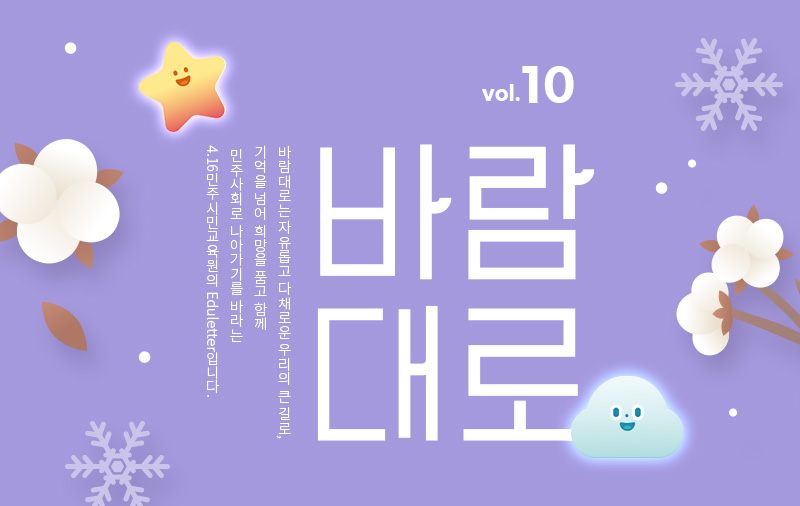 vol.10
바람
대로
바람대로는 자유롭고 다채로운 우리의 큰 길로,
기억을 넘어 희망을 품고 함께
민주사회로 나아가기를 바라는
4.16민주시민교육원의 Eduletter입니다.